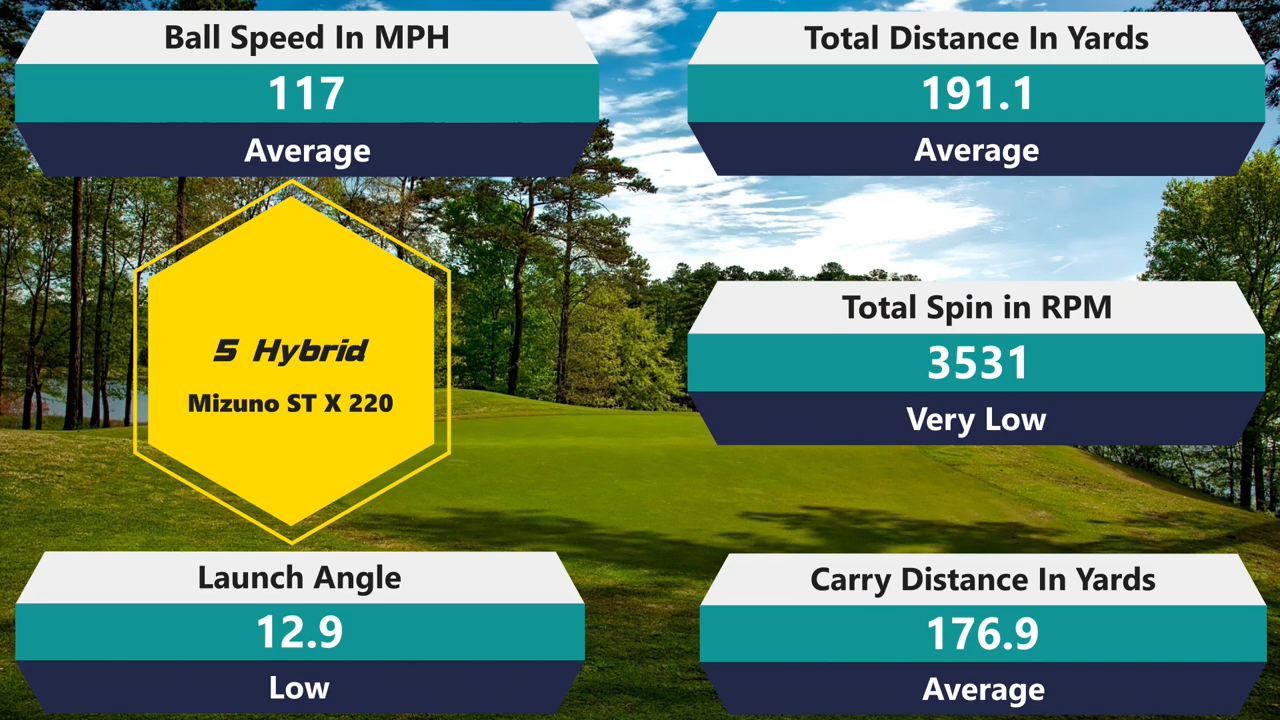 Ball Speed In MPH
117
Average
Total Distance In Yards
191.1
Average
5 Hybrid
Mizuno ST X 220
Total Spin in RPM
3531
Very Low
Launch Angle
12.9
Low
Carry Distance In Yards
176.9
Average